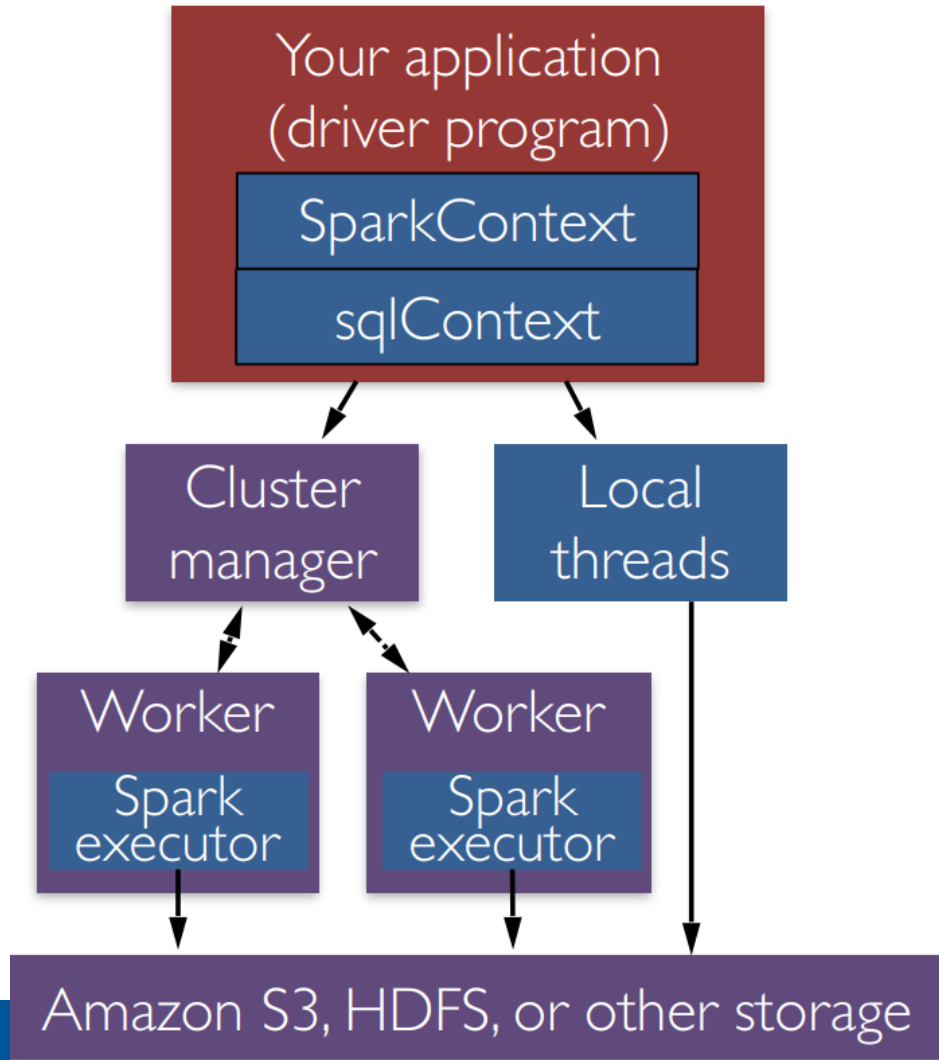 Your application
(driver program)
SparkContext
sqlContext
Cluster
manager
Local
threads
Worker
Spark
executor
Worker
Spark
executor
Amazon S3, HDFS, or other storage